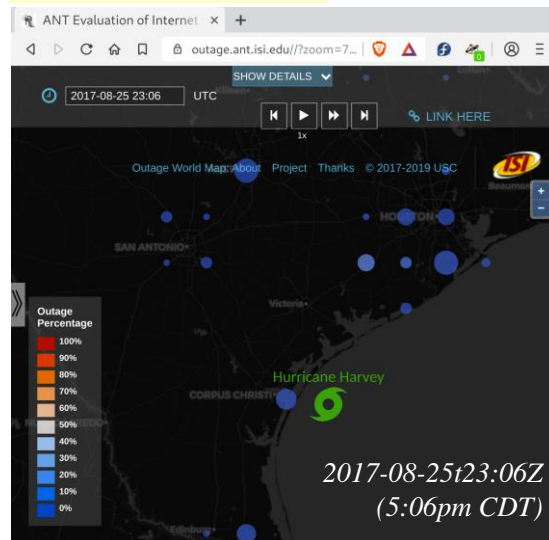 ANT Evaluation of Internet × +
outage.ant.isi.edu//?zoom=7...
0
SHOW DETAILS
2017-08-25 23:06 UTC
1x
LINK HERE
Outage World Map: About Project Thanks © 2017-2019 USC
ISI
Beaumont
+
−
HOUSTON
SAN ANTONIO
Victoria
Outage
Percentage
100%
90%
80%
70%
60%
50%
40%
30%
20%
10%
0%
Hurricane Harvey
CORPUS CHRISTI
Edinburg
2017-08-25t23:06Z
(5:06pm CDT)